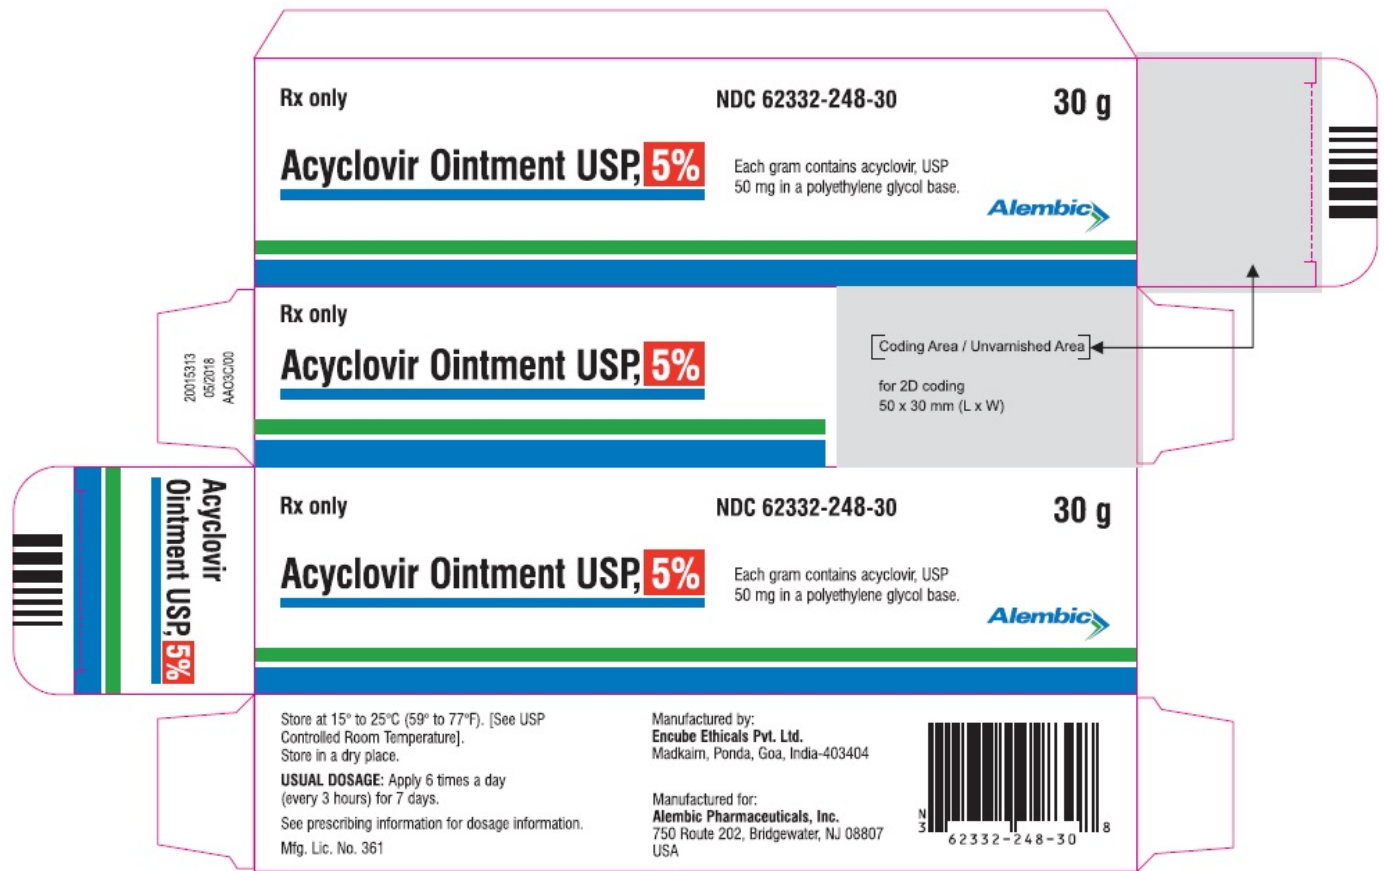 Rx only
NDC 62332-248-30
30 g
Acyclovir Ointment USP, 5%
Each gram contains acyclovir, USP
50 mg in a polyethylene glycol base.
Alembic
Rx only
Acyclovir Ointment USP, 5%
[Coding Area / Unvarnished Area]
for 2D coding
50 x 30 mm (L x W)
20015313
05/2018
AAO3C/00
Acyclovir
Ointment USP, 5%
Rx only
NDC 62332-248-30
30 g
Acyclovir Ointment USP, 5%
Each gram contains acyclovir, USP
50 mg in a polyethylene glycol base.
Alembic
Store at 15° to 25°C (59° to 77°F). [See USP
Controlled Room Temperature].
Store in a dry place.
USUAL DOSAGE: Apply 6 times a day
(every 3 hours) for 7 days.
See prescribing information for dosage information.
Mfg. Lic. No. 361
Manufactured by:
Encube Ethicals Pvt. Ltd.
Madkaim, Ponda, Goa, India-403404
Manufactured for:
Alembic Pharmaceuticals, Inc.
750 Route 202, Bridgewater, NJ 08807
USA
N
3 62332-248-30 8